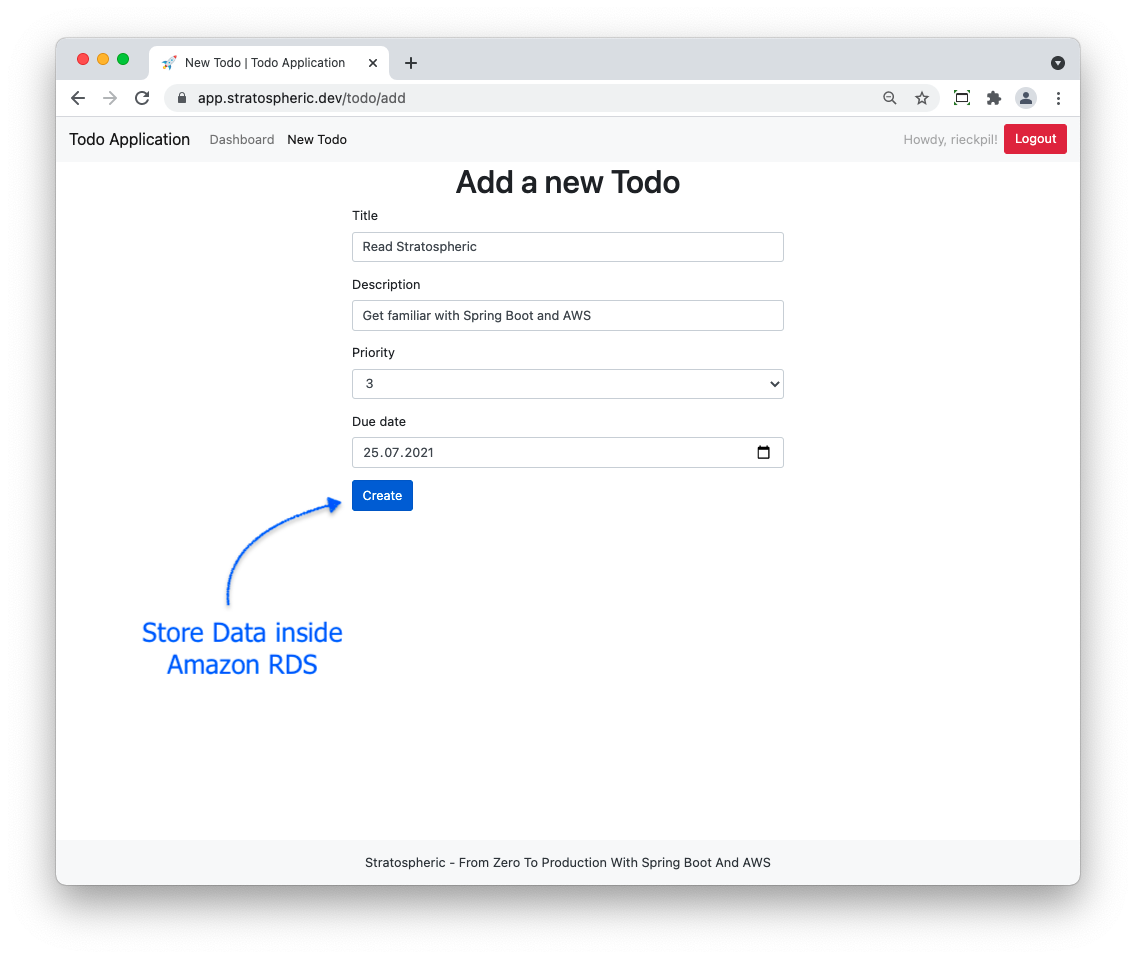 New Todo | Todo Application
app.stratospheric.dev/todo/add
Todo Application Dashboard New Todo Howdy, rieckpil! Logout
Add a new Todo
Title
Read Stratospheric
Description
Get familiar with Spring Boot and AWS
Priority
3
Due date
25.07.2021
Create
Store Data inside
Amazon RDS
Stratospheric - From Zero To Production With Spring Boot And AWS